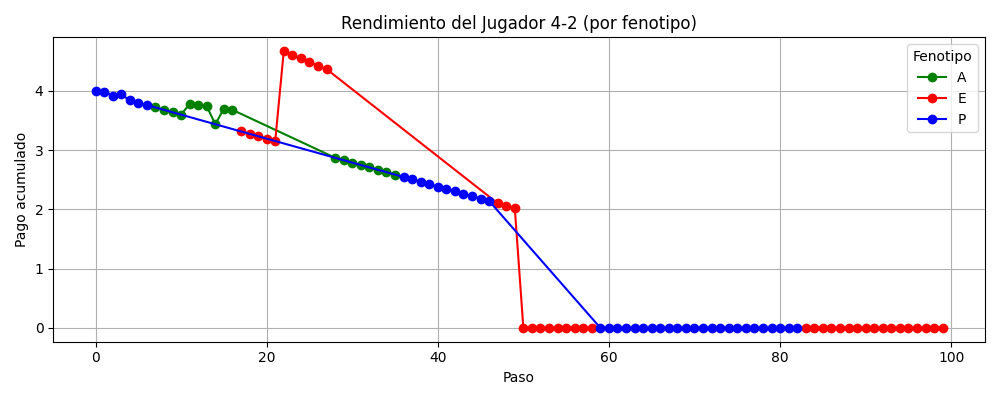 Rendimiento del Jugador 4-2 (por fenotipo)
Pago acumulado
4
3
2
1
0
Fenotipo
A
E
P
0 20 40 60 80 100
Paso